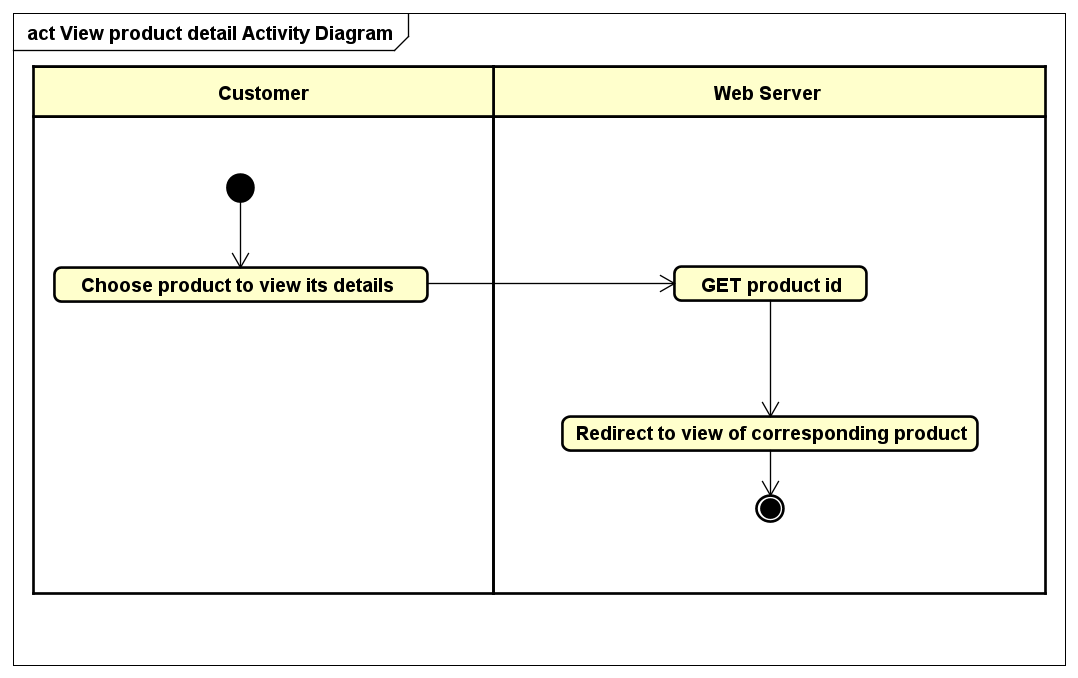 act View product detail Activity Diagram
Customer
Web Server
Choose product to view its details
GET product id
Redirect to view of corresponding product